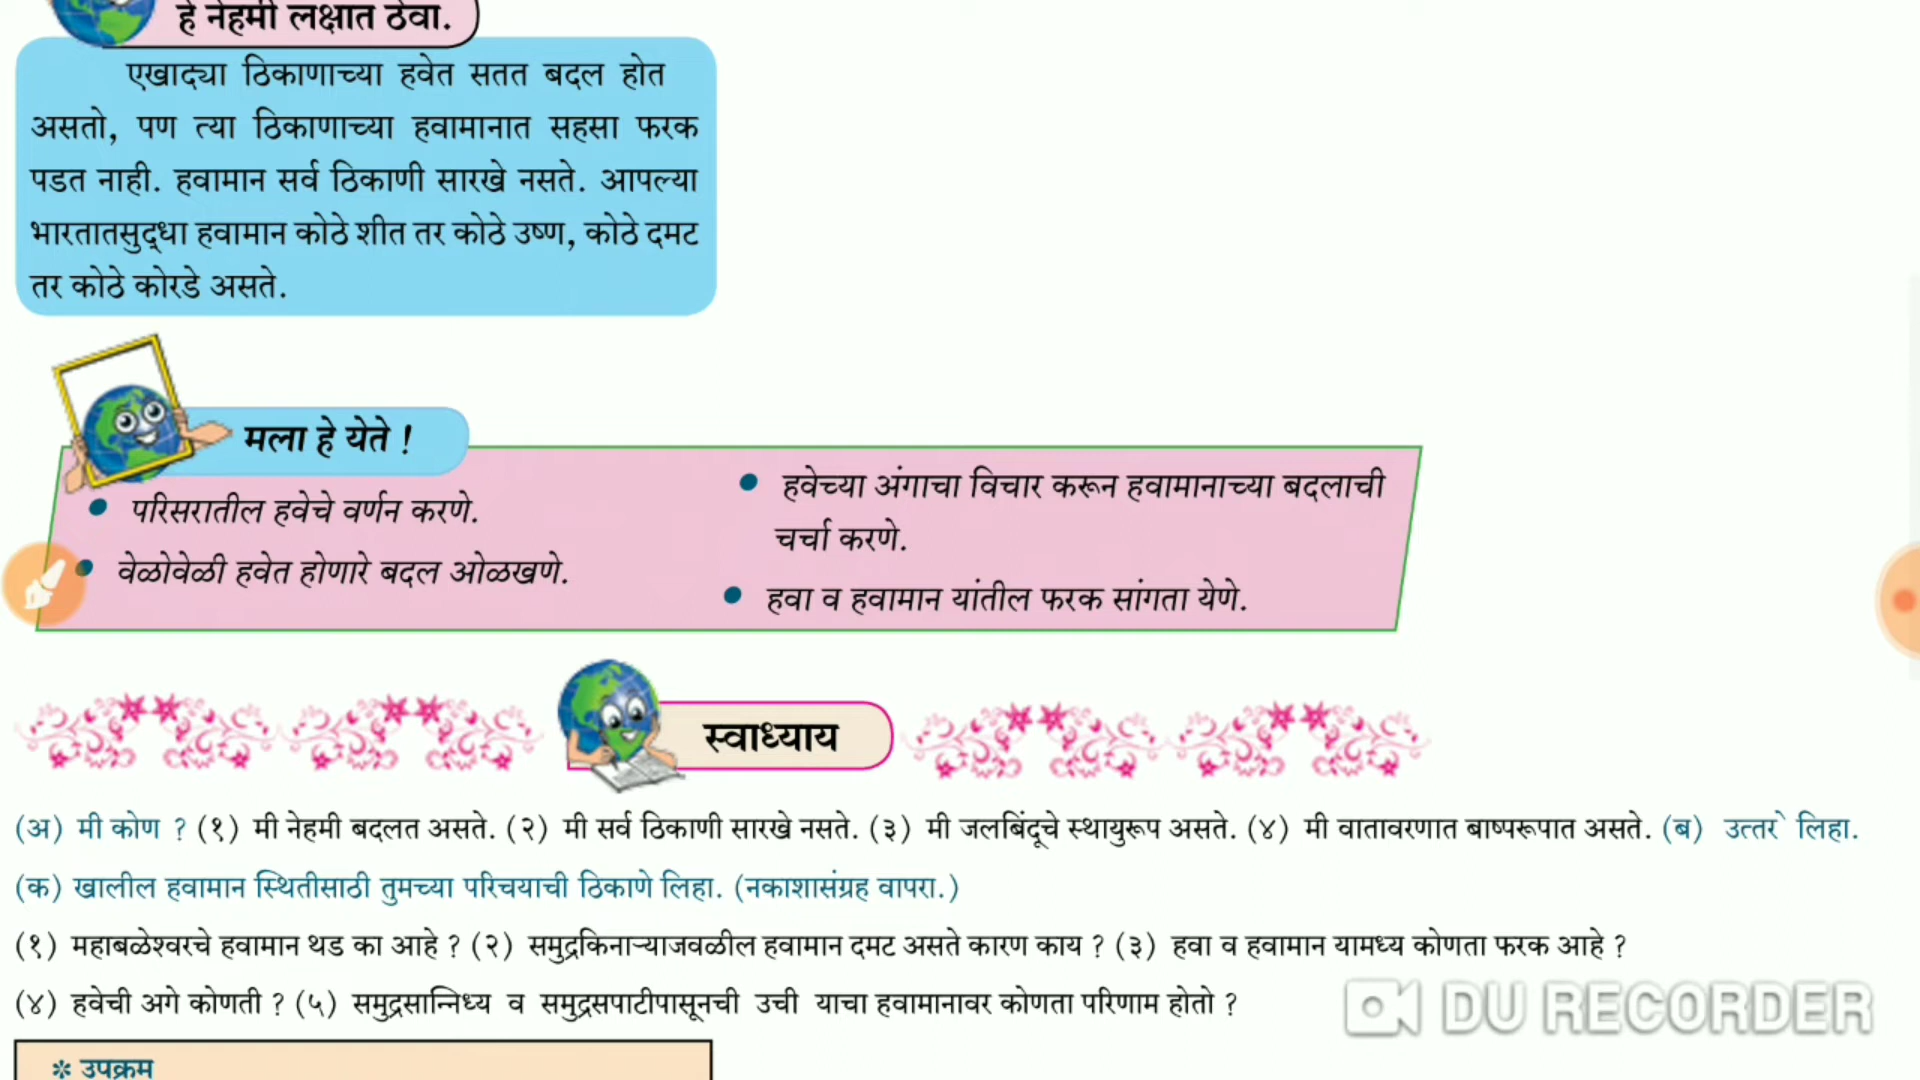 हे नेहमी लक्षात ठेवा.
एखाद्या ठिकाणाच्या हवेत सतत बदल होत
असतो, पण त्या ठिकाणाच्या हवामानात सहसा फरक
पडत नाही. हवामान सर्व ठिकाणी सारखे नसते. आपल्या
भारतातसुद्धा हवामान कोठे शीत तर कोठे उष्ण, कोठे दमट
तर कोठे कोरडे असते.
मला हे येते !
परिसरातील हवेचे वर्णन करणे.
वेळोवेळी हवेत होणारे बदल ओळखणे.
हवेच्या अंगाचा विचार करून हवामानाच्या बदलाची
चर्चा करणे.
हवा व हवामान यांतील फरक सांगता येणे.
स्वाध्याय
(अ) मी कोण ? (१) मी नेहमी बदलत असते. (२) मी सर्व ठिकाणी सारखे नसते. (३) मी जलबिंदूचे स्थायुरूप असते. (४) मी वातावरणात बाष्परूपात असते. (ब) उत्तरे लिहा.
(क) खालील हवामान स्थितीसाठी तुमच्या परिचयाची ठिकाणे लिहा. (नकाशासंग्रह वापरा.)
(१) महाबळेश्वरचे हवामान थंड का आहे ? (२) समुद्रकिनाऱ्याजवळील हवामान दमट असते कारण काय ? (३) हवा व हवामान यामध्य कोणता फरक आहे ?
(४) हवेची अगे कोणती ? (५) समुद्रसान्निध्य व समुद्रसपाटीपासूनची उची याचा हवामानावर कोणता परिणाम होतो ?
* उपक्रम
DU RECORDER